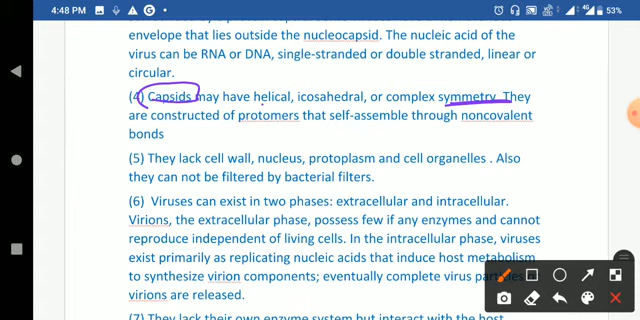 4:48 PM
4G
53%
envelope that lies outside the nucleocapsid. The nucleic acid of the
virus can be RNA or DNA, single-stranded or double stranded, linear or
circular.
(4) Capsids may have helical, icosahedral, or complex symmetry. They
are constructed of protomers that self-assemble through noncovalent
bonds
(5) They lack cell wall, nucleus, protoplasm and cell organelles . Also
they can not be filtered by bacterial filters.
(6) Viruses can exist in two phases: extracellular and intracellular.
Virions, the extracellular phase, possess few if any enzymes and cannot
reproduce independent of living cells. In the intracellular phase, viruses
exist primarily as replicating nucleic acids that induce host metabolism
to synthesize virion components; eventually complete virus particles
virions are released.
(7) They lack their own enzyme system but interact with the host